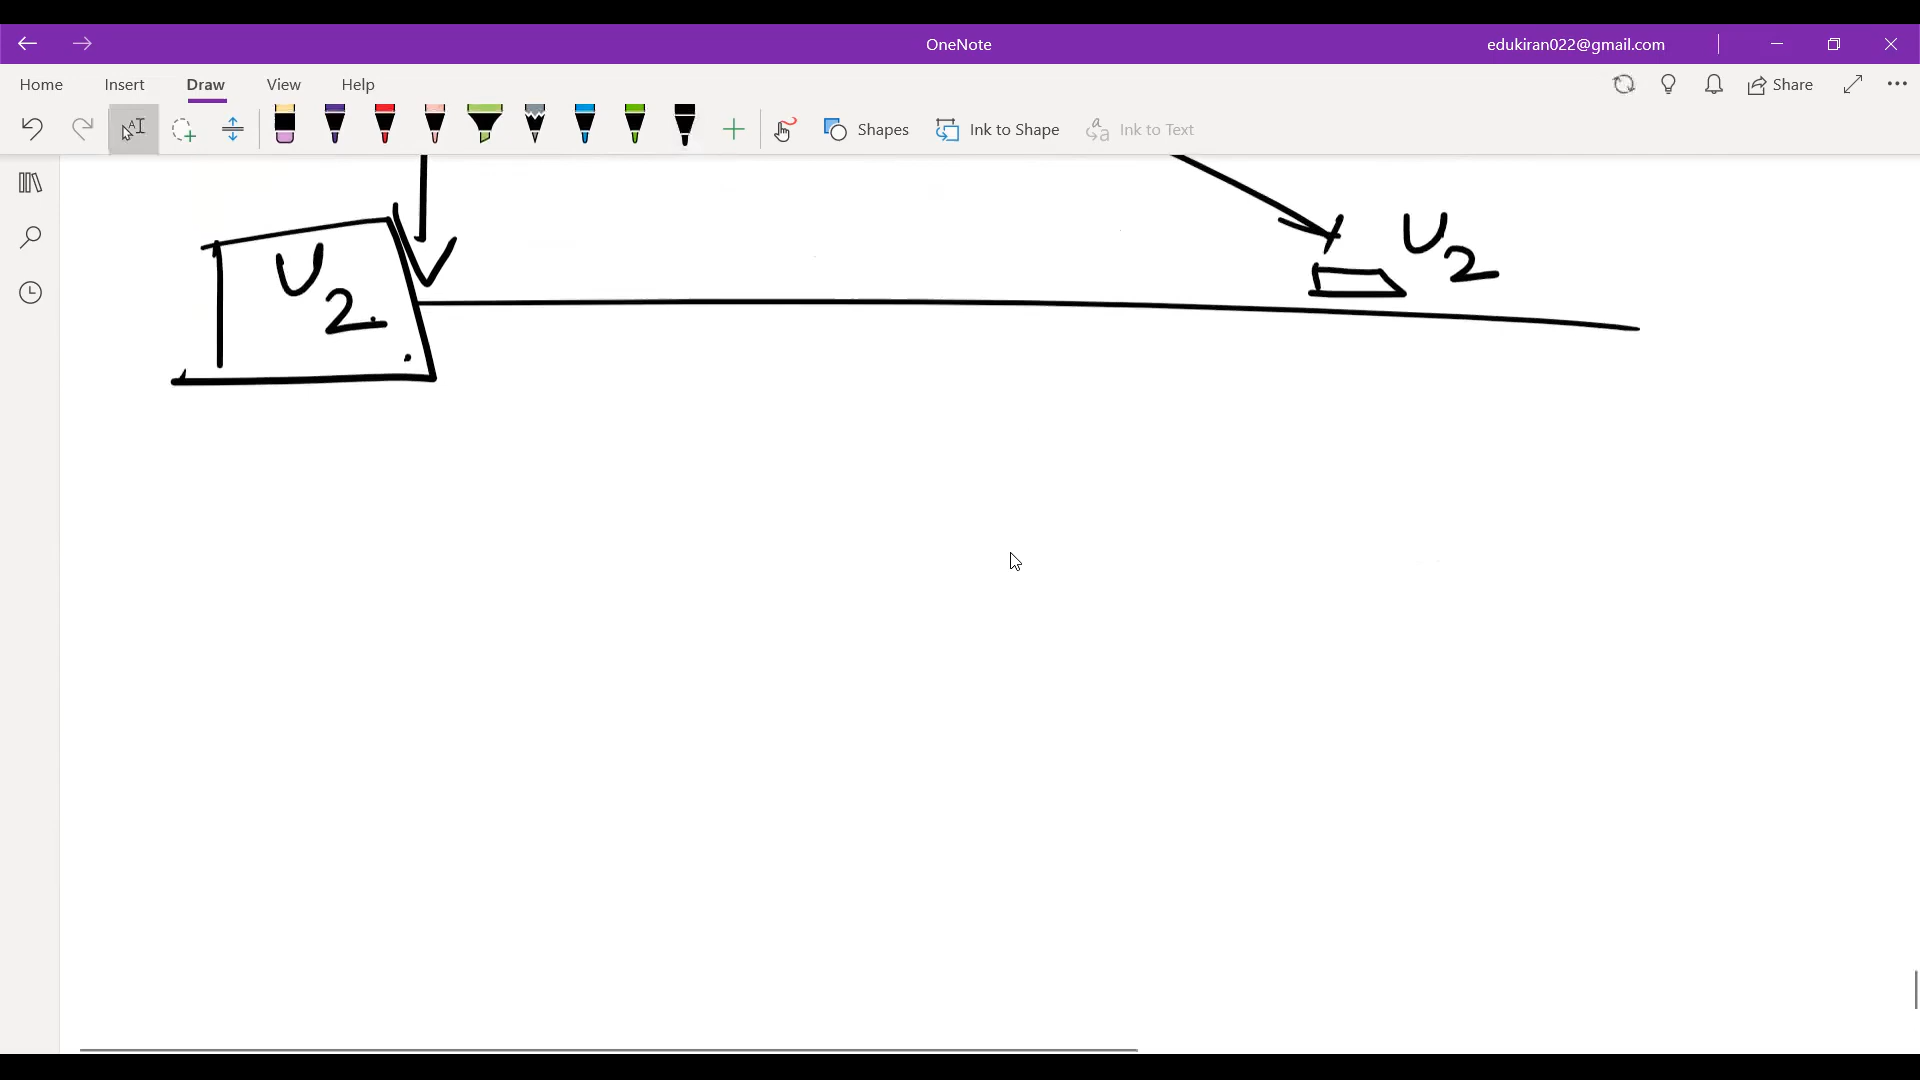 OneNote
edukiran022@gmail.com
Home Insert Draw View Help
Share
Shapes Ink to Shape Ink to Text
U2
U2